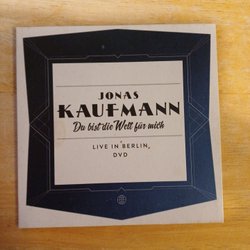 JONAS
KAUFMANN
Du bist die Welt für mich
LIVE IN BERLIN
DVD